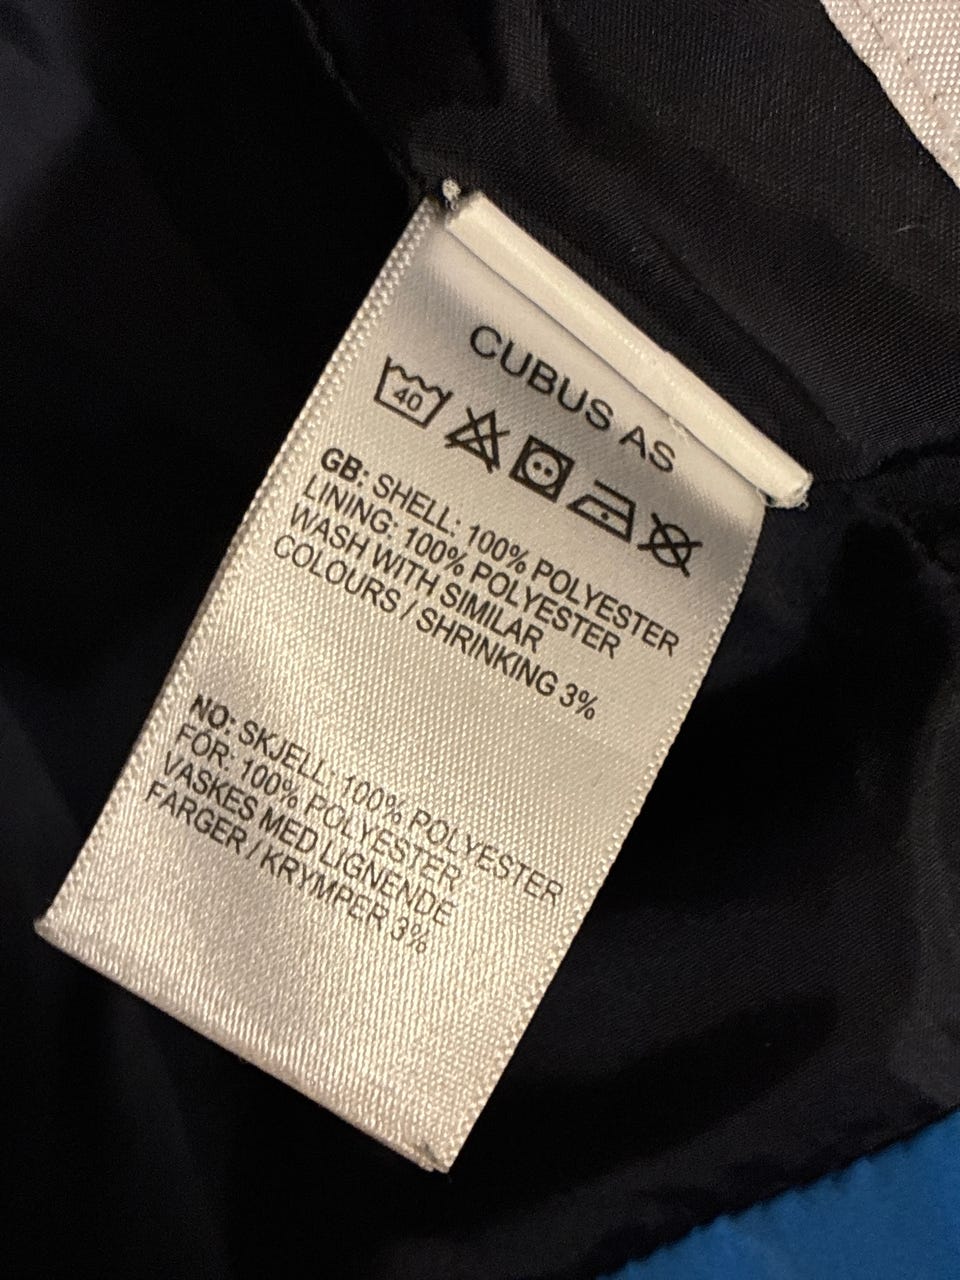 CUBUS AS
40
GB: SHELL: 100% POLYESTER
LINING: 100% POLYESTER
WASH WITH SIMILAR
COLOURS / SHRINKING 3%
NO: SKJELL: 100% POLYESTER
FÔR: 100% POLYESTER
VASKES MED LIGNENDE
FARGER / KRYMPER 3%